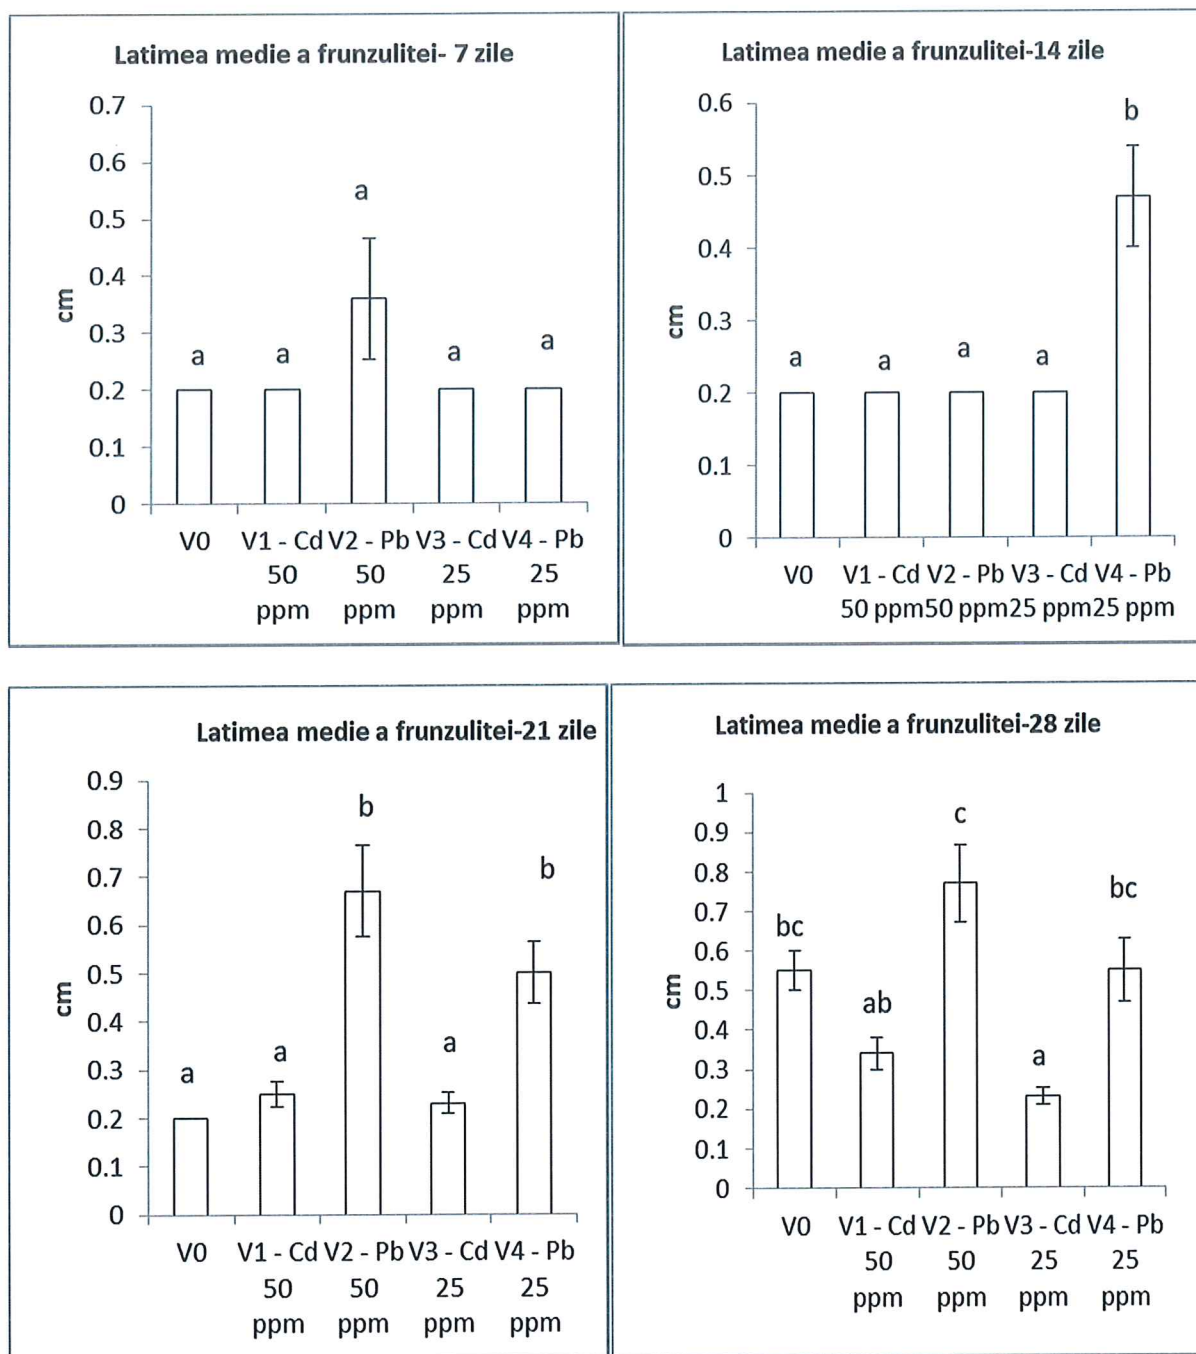 Latimea medie a frunzulitei- 7 zile
0.7
0.6
0.5
0.4
0.3
0.2
0.1
0
cm
a
a
a
a
a
V0
V1 - Cd
50
ppm
V2 - Pb
50
ppm
V3 - Cd
25
ppm
V4 - Pb
25
ppm
Latimea medie a frunzulitei-14 zile
0.6
0.5
0.4
0.3
0.2
0.1
0
cm
a
a
a
a
b
V0
V1 - Cd
50 ppm
V2 - Pb
50 ppm
V3 - Cd
25 ppm
V4 - Pb
25 ppm
Latimea medie a frunzulitei-21 zile
0.9
0.8
0.7
0.6
0.5
0.4
0.3
0.2
0.1
0
cm
a
a
b
a
b
V0
V1 - Cd
50
ppm
V2 - Pb
50
ppm
V3 - Cd
25
ppm
V4 - Pb
25
ppm
Latimea medie a frunzulitei-28 zile
1
0.9
0.8
0.7
0.6
0.5
0.4
0.3
0.2
0.1
0
cm
bc
ab
c
a
bc
V0
V1 - Cd
50
ppm
V2 - Pb
50
ppm
V3 - Cd
25
ppm
V4 - Pb
25
ppm